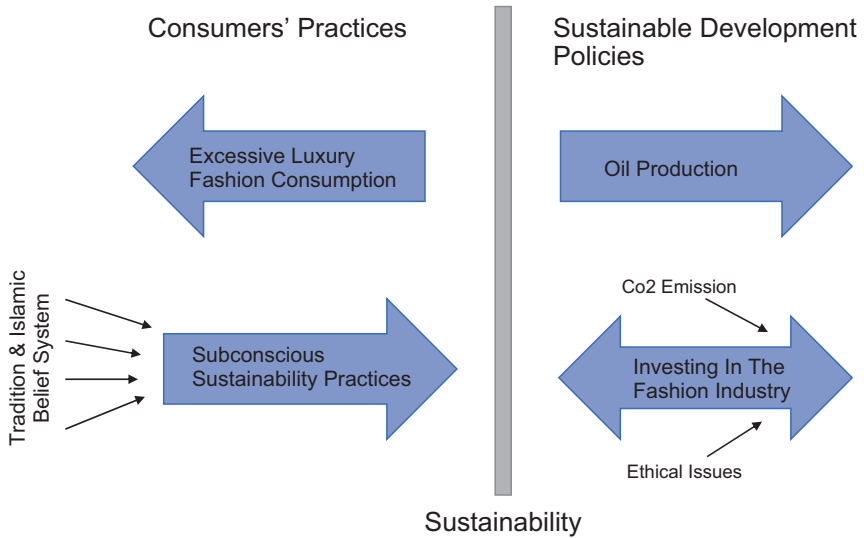 Consumers’ Practices
Sustainable Development
Policies
Excessive Luxury
Fashion Consumption
Oil Production
Tradition & Islamic
Belief System
Subconscious
Sustainability Practices
Co2 Emission
Investing In The
Fashion Industry
Ethical Issues
Sustainability